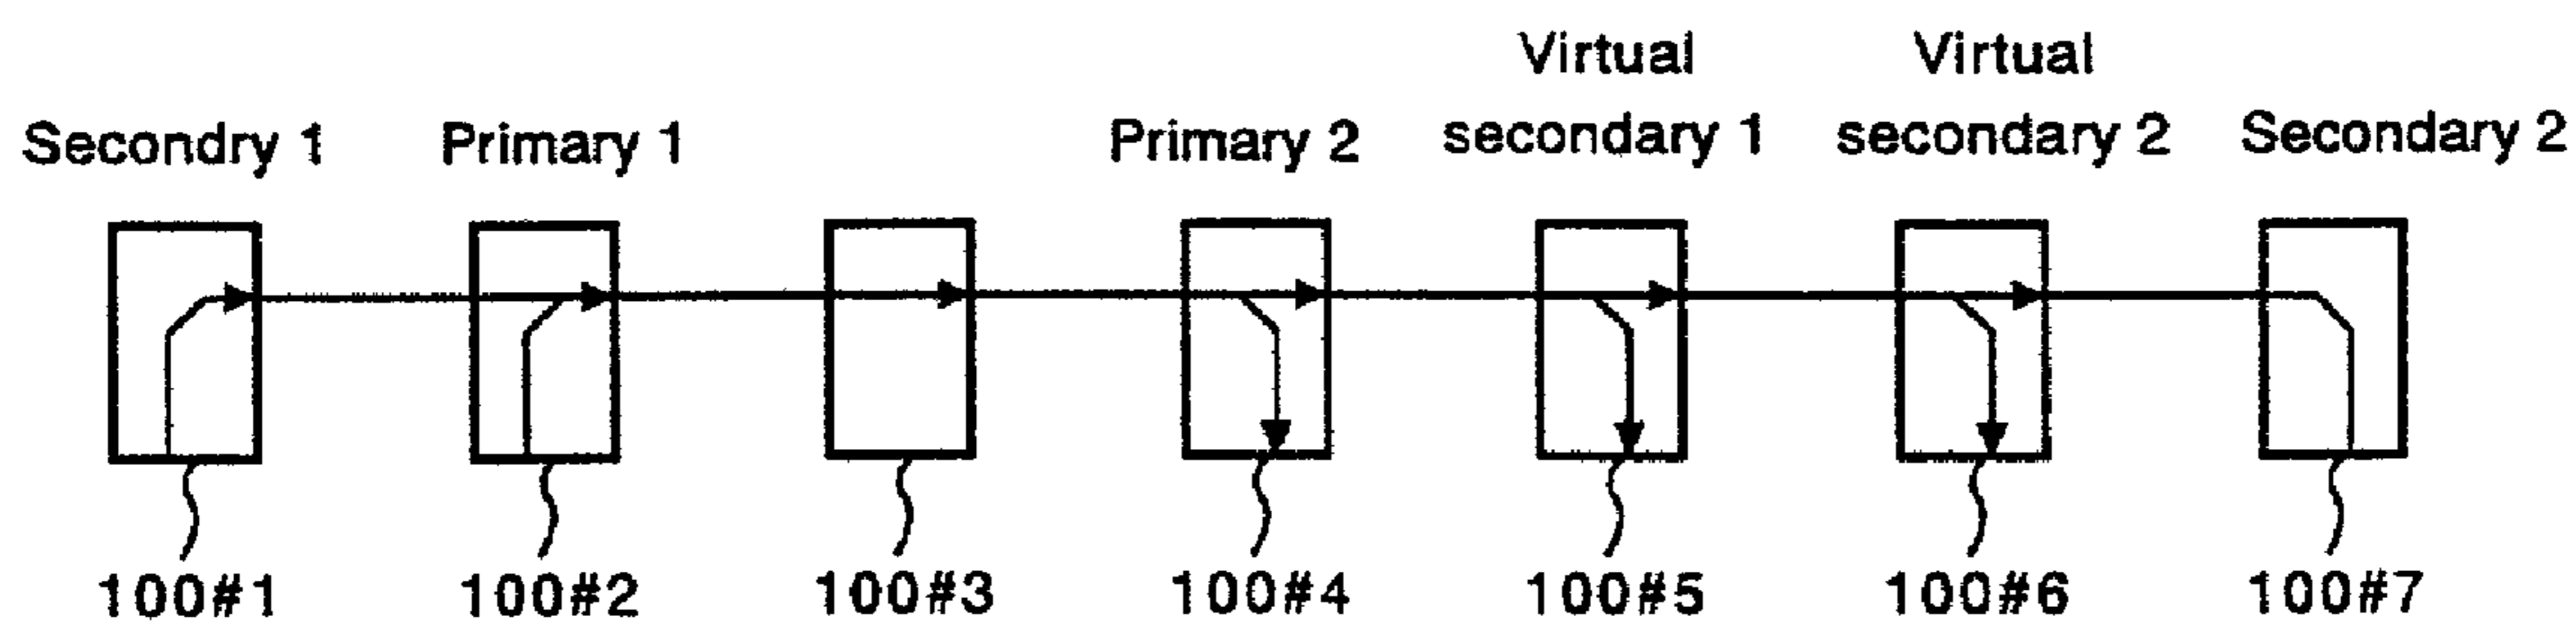 Secondry 1
Primary 1
Primary 2
Virtual
secondary 1
Virtual
secondary 2
Secondary 2
100#1
100#2
100#3
100#4
100#5
100#6
100#7